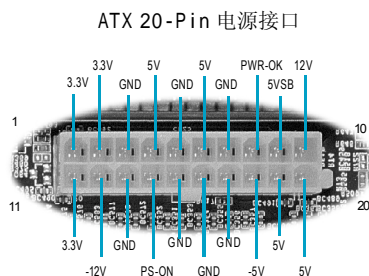 ATX 20-Pin 电源接口
3.3V 5V 5V PWR-OK 12V
3.3V GND GND GND 5VSB
1 10
11 20
3.3V GND GND GND 5V
-12V PS-ON GND -5V 5V